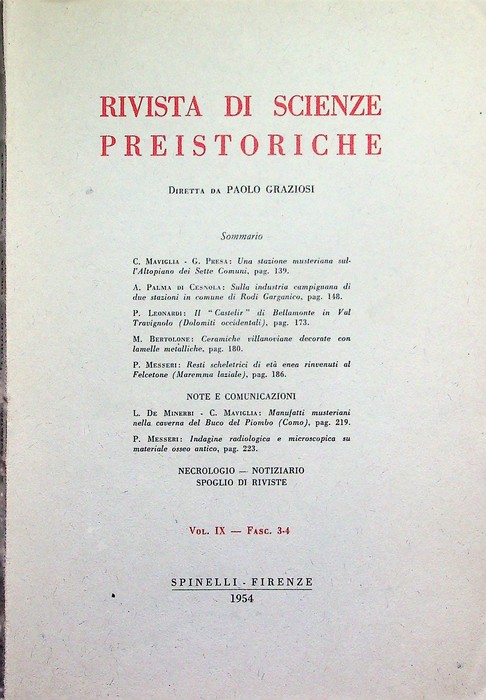 RIVISTA DI SCIENZE
PREISTORICHE
DIRETTA DA PAOLO GRAZIOSI
Sommario
C. MAVIGLIA - G. PRESA: Una stazione musteriana sul-
l'Altopiano dei Sette Comuni, pag. 139.
A. PALMA DI CESNOLA: Sulla industria campignana di
due stazioni in comune di Rodi Garganico, pag. 148.
P. LEONARDI: Il "Castelir" di Bellamonte in Val
Travignolo (Dolomiti occidentali), pag. 173.
M. BERTOLONE: Ceramiche villanoviane decorate con
lamelle metalliche, pag. 180.
P. MESSERI: Resti scheletrici di età enea rinvenuti al
Felcetone (Maremma laziale), pag. 186.
NOTE E COMUNICAZIONI
L. DE MINERBI - C. MAVIGLIA: Manufatti musteriani
nella caverna del Buco del Piombo (Como), pag. 219.
P. MESSERI: Indagine radiologica e microscopica su
materiale osseo antico, pag. 223.
NECROLOGIO — NOTIZIARIO
SPOGLIO DI RIVISTE
VOL. IX — FASC. 3-4
SPINELLI - FIRENZE
1954